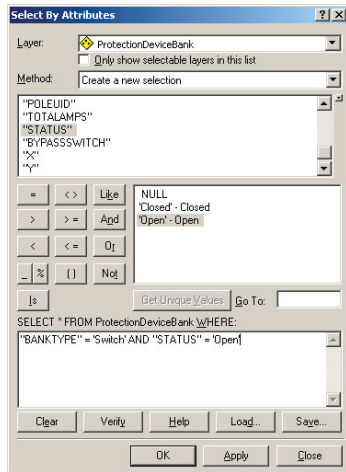 Select By Attributes
Layer: ProtectionDeviceBank
Only show selectable layers in this list
Method: Create a new selection
"POLEUID"
"TOTALAMPS"
"STATUS"
"BYPASSSWITCH"
"X"
"Y"
= < > Like
> > = And
< < = Or
_ % ( ) Not
Is
NULL
'Closed' - Closed
'Open' - Open
Get Unique Values Go To:
SELECT * FROM ProtectionDeviceBank WHERE:
"BANKTYPE" = 'Switch' AND "STATUS" = 'Open'
Clear Verify Help Load... Save...
OK Apply Close